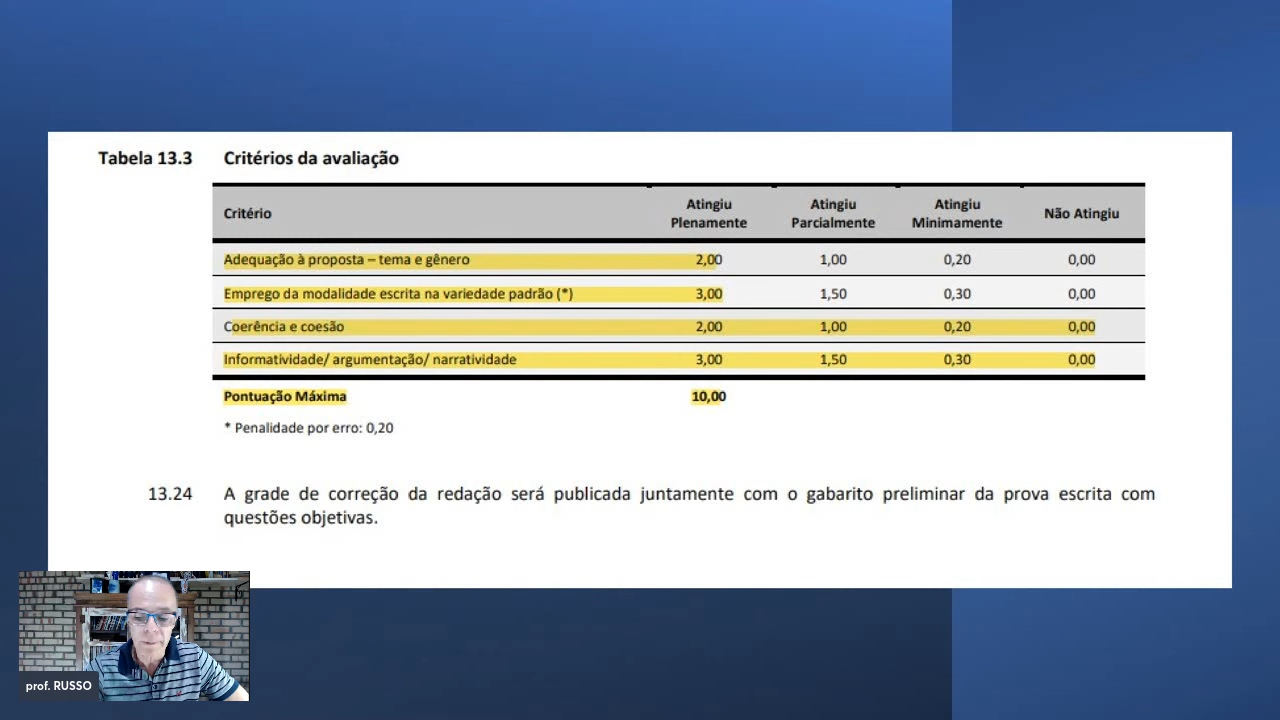 Tabela 13.3 Critérios da avaliação
Critério Atingiu Plenamente Atingiu Parcialmente Atingiu Minimamente Não Atingiu
Adequação à proposta – tema e gênero 2,00 1,00 0,20 0,00
Emprego da modalidade escrita na variedade padrão (*) 3,00 1,50 0,30 0,00
Coerência e coesão 2,00 1,00 0,20 0,00
Informatividade/ argumentação/ narratividade 3,00 1,50 0,30 0,00
Pontuação Máxima 10,00
* Penalidade por erro: 0,20
13.24 A grade de correção da redação será publicada juntamente com o gabarito preliminar da prova escrita com
questões objetivas.
prof. RUSSO